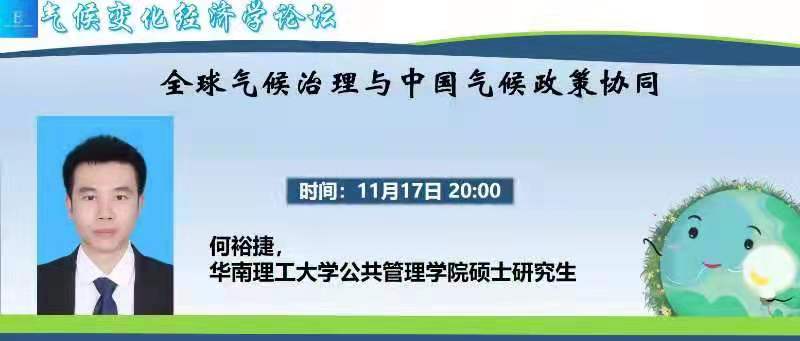 气候变化经济学论坛
全球气候治理与中国气候政策协同
时间：11月17日 20:00
何裕捷，
华南理工大学公共管理学院硕士研究生